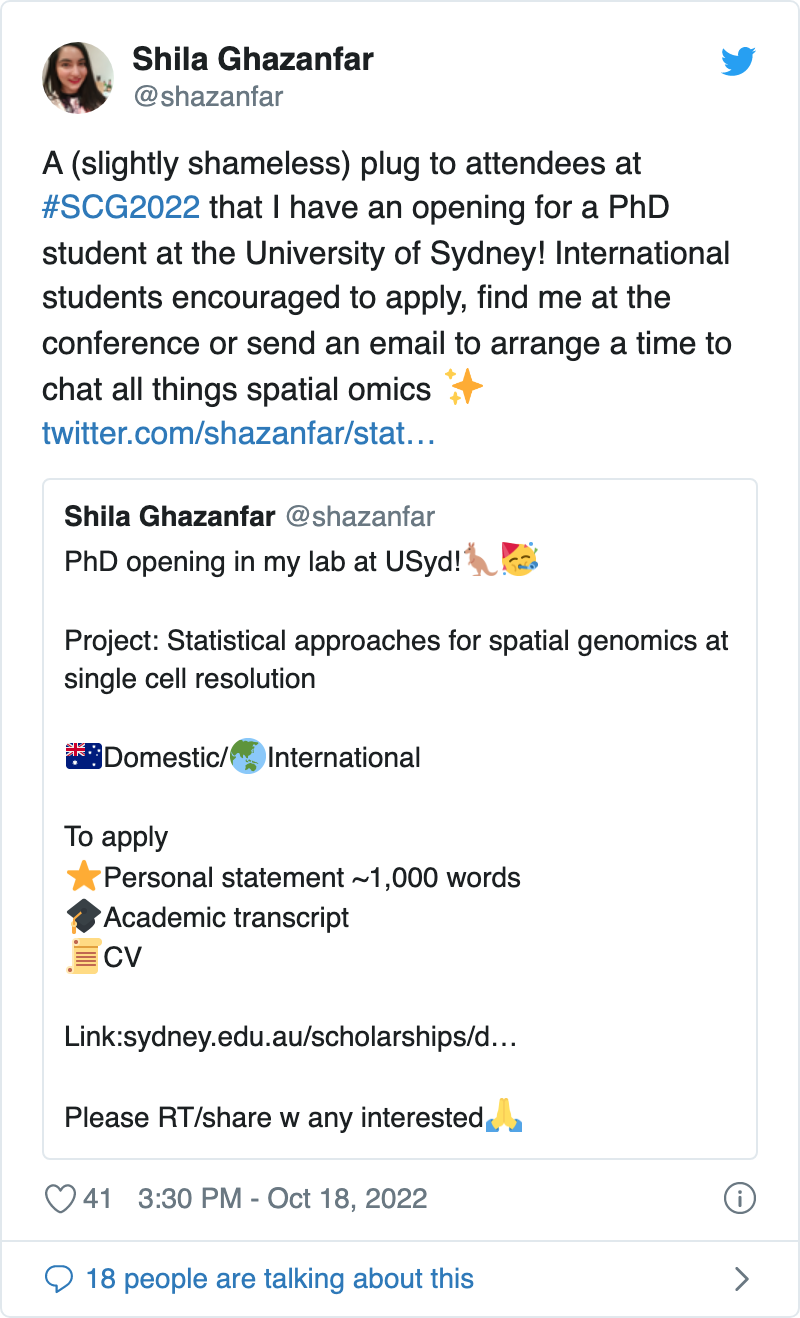 Shila Ghazanfar
@shazanfar
A (slightly shameless) plug to attendees at
#SCG2022 that I have an opening for a PhD
student at the University of Sydney! International
students encouraged to apply, find me at the
conference or send an email to arrange a time to
chat all things spatial omics ✨
twitter.com/shazanfar/stat…
Shila Ghazanfar @shazanfar
PhD opening in my lab at USyd!🦘🥳
Project: Statistical approaches for spatial genomics at
single cell resolution
🇦🇺Domestic/🌏International
To apply
⭐Personal statement ~1,000 words
🎓Academic transcript
📜CV
Link:sydney.edu.au/scholarships/d…
Please RT/share w any interested🙏
41 3:30 PM - Oct 18, 2022
18 people are talking about this